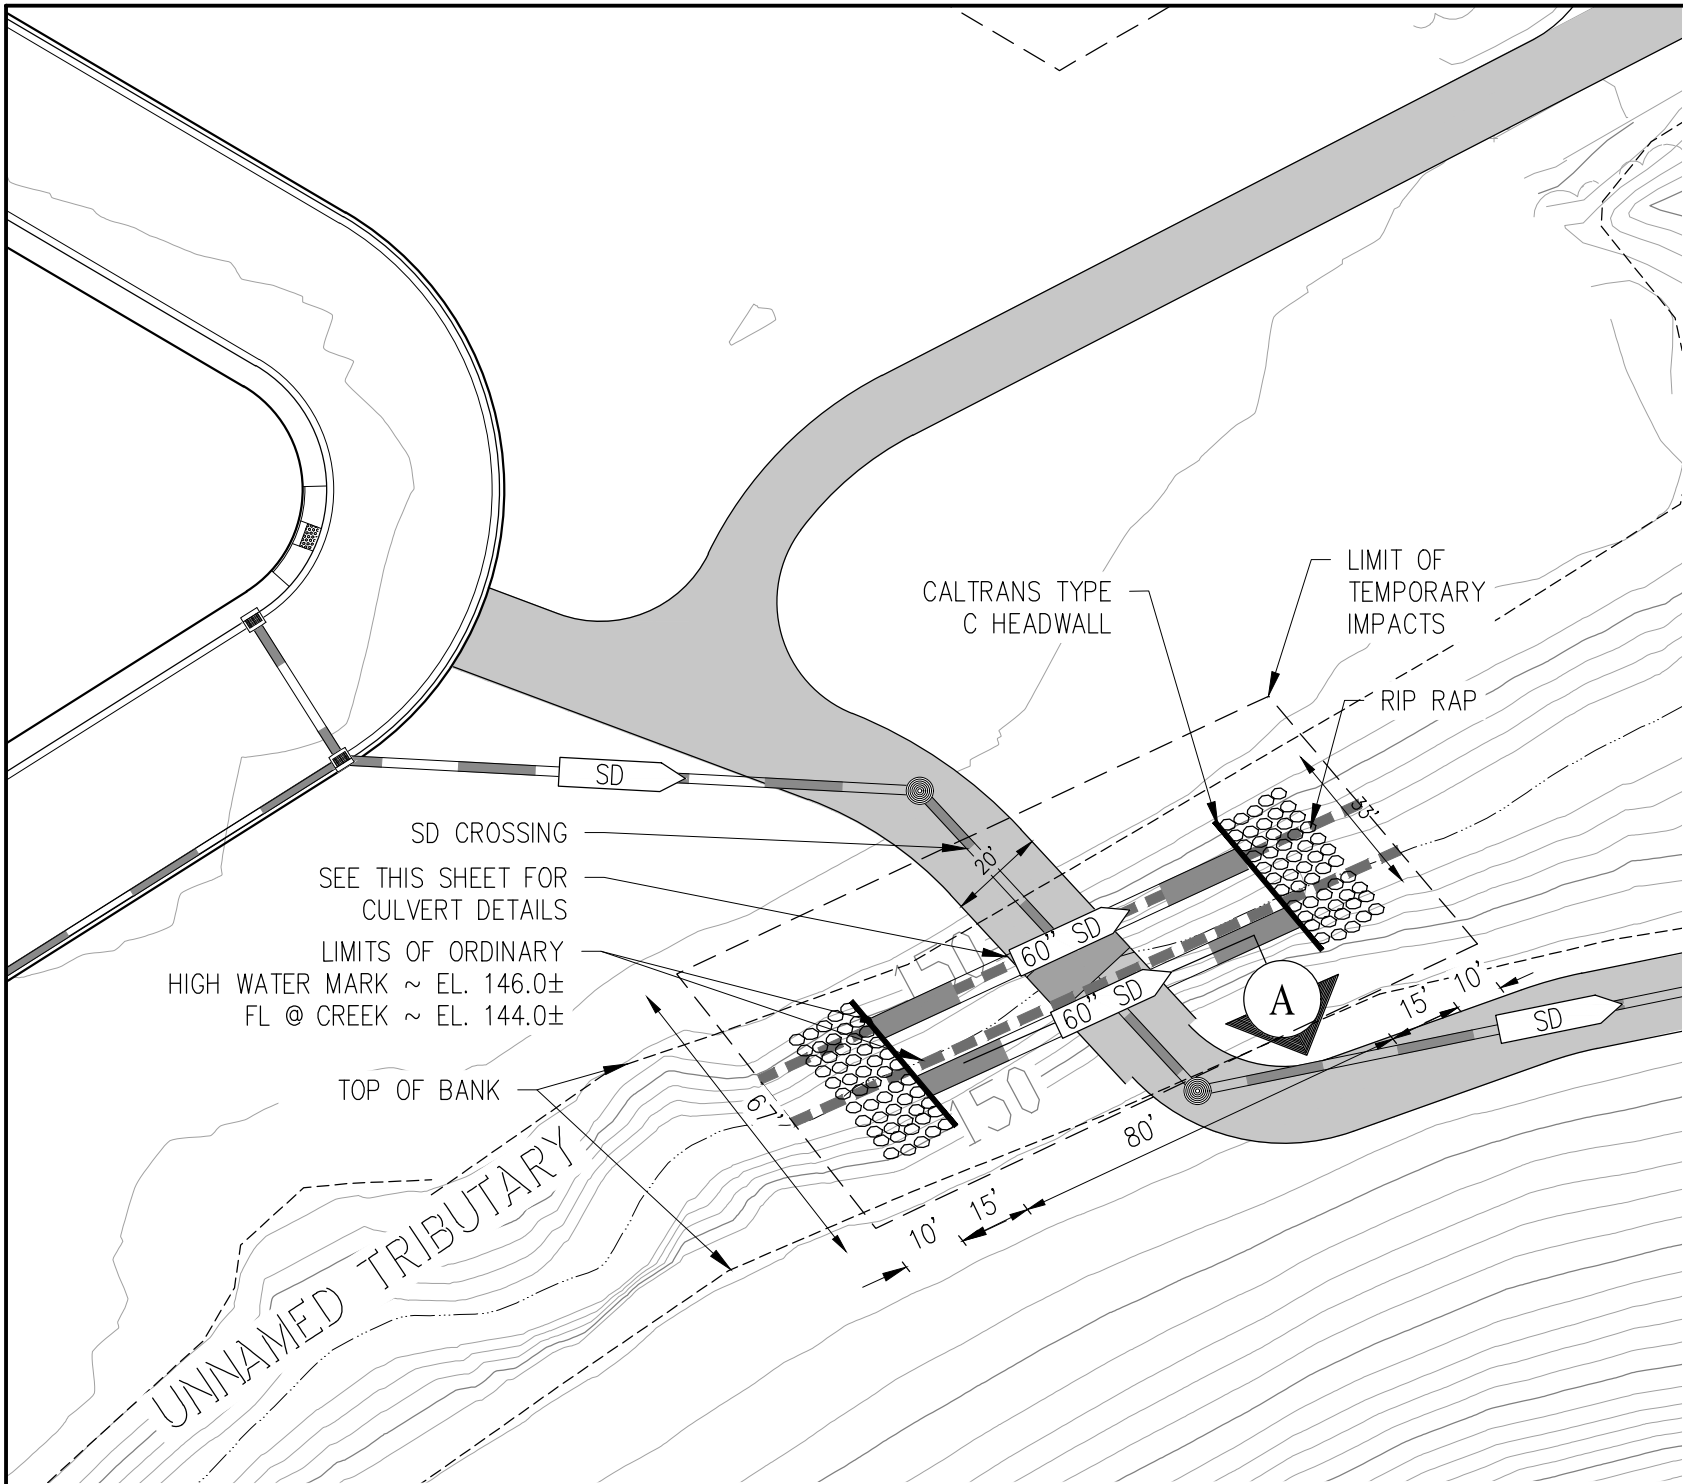 LIMIT OF
TEMPORARY
IMPACTS
CALTRANS TYPE
C HEADWALL
RIP RAP
SD
SD CROSSING
20'
SEE THIS SHEET FOR
CULVERT DETAILS
LIMITS OF ORDINARY
HIGH WATER MARK ~ EL. 146.0±
FL @ CREEK ~ EL. 144.0±
TOP OF BANK
60" SD
60" SD
150
150
A
10'
15'
SD
67'
80'
15'
10'
UNNAMED TRIBUTARY